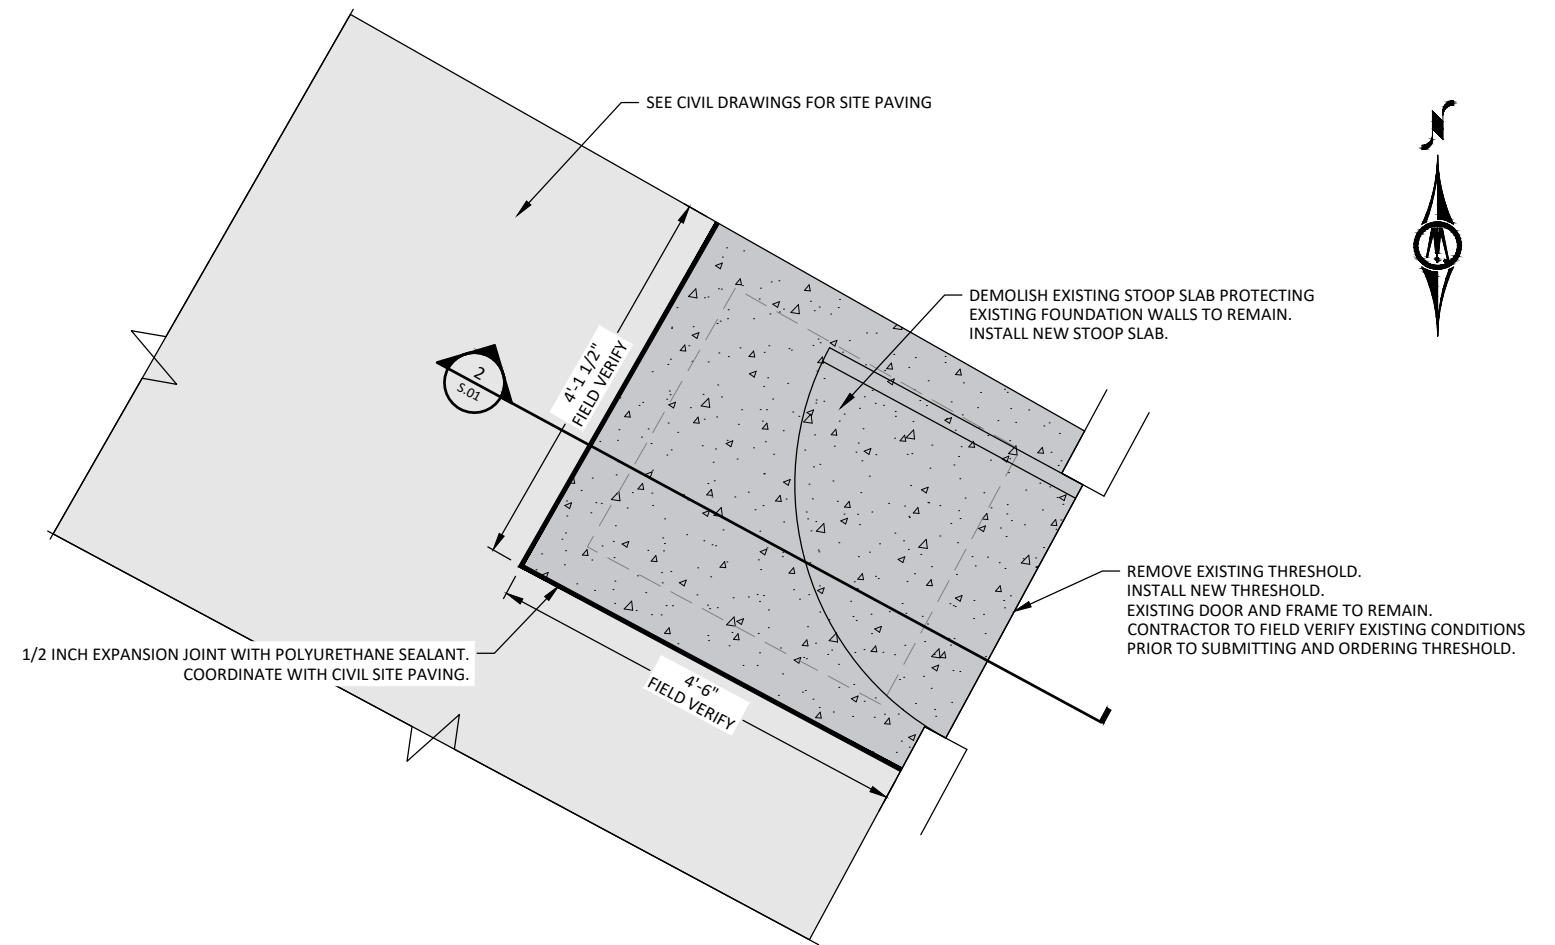 SEE CIVIL DRAWINGS FOR SITE PAVING
N
DEMOLISH EXISTING STOOP SLAB PROTECTING
EXISTING FOUNDATION WALLS TO REMAIN.
INSTALL NEW STOOP SLAB.
4'-1 1/2"
FIELD VERIFY
2
S.01
REMOVE EXISTING THRESHOLD.
INSTALL NEW THRESHOLD.
EXISTING DOOR AND FRAME TO REMAIN.
CONTRACTOR TO FIELD VERIFY EXISTING CONDITIONS
PRIOR TO SUBMITTING AND ORDERING THRESHOLD.
1/2 INCH EXPANSION JOINT WITH POLYURETHANE SEALANT.
COORDINATE WITH CIVIL SITE PAVING.
4'-6"
FIELD VERIFY